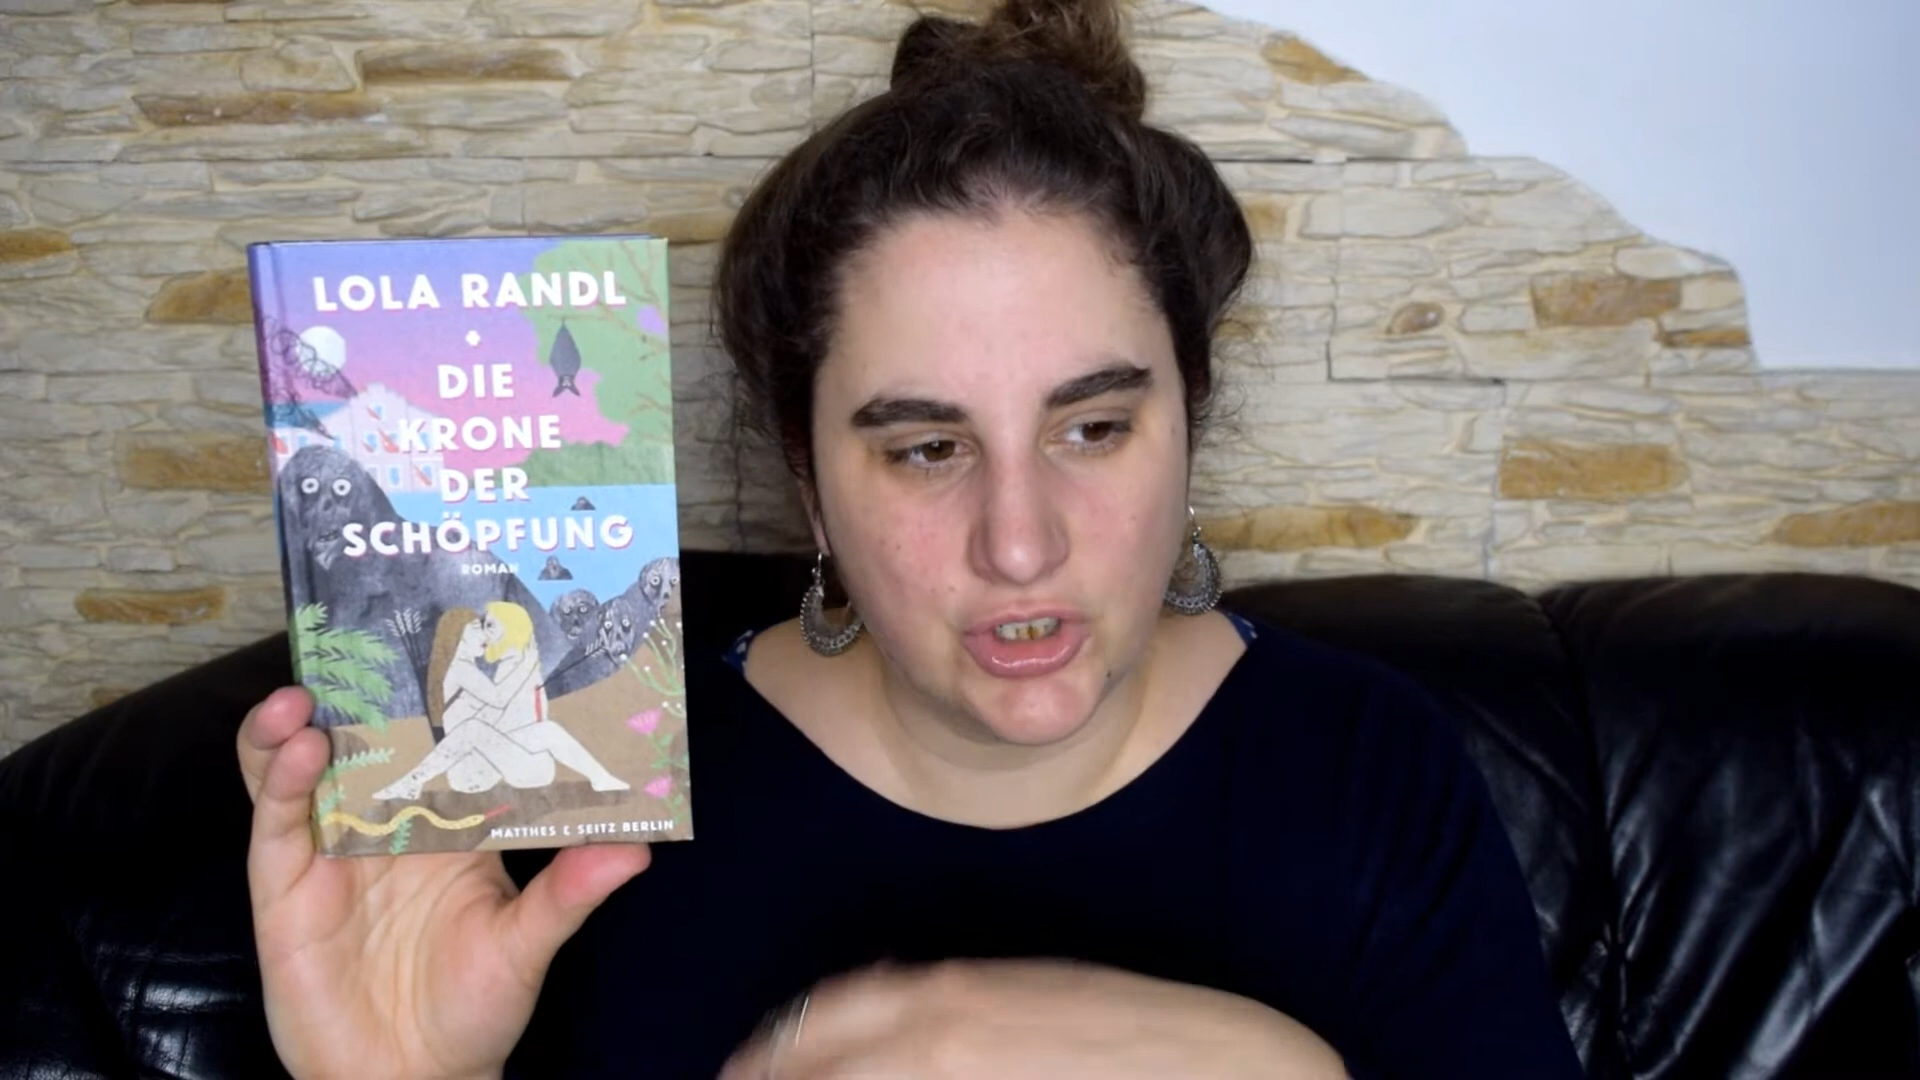 LOLA RANDL
DIE
KRONE
DER
SCHÖPFUNG
ROMAN
MATTHES & SEITZ BERLIN